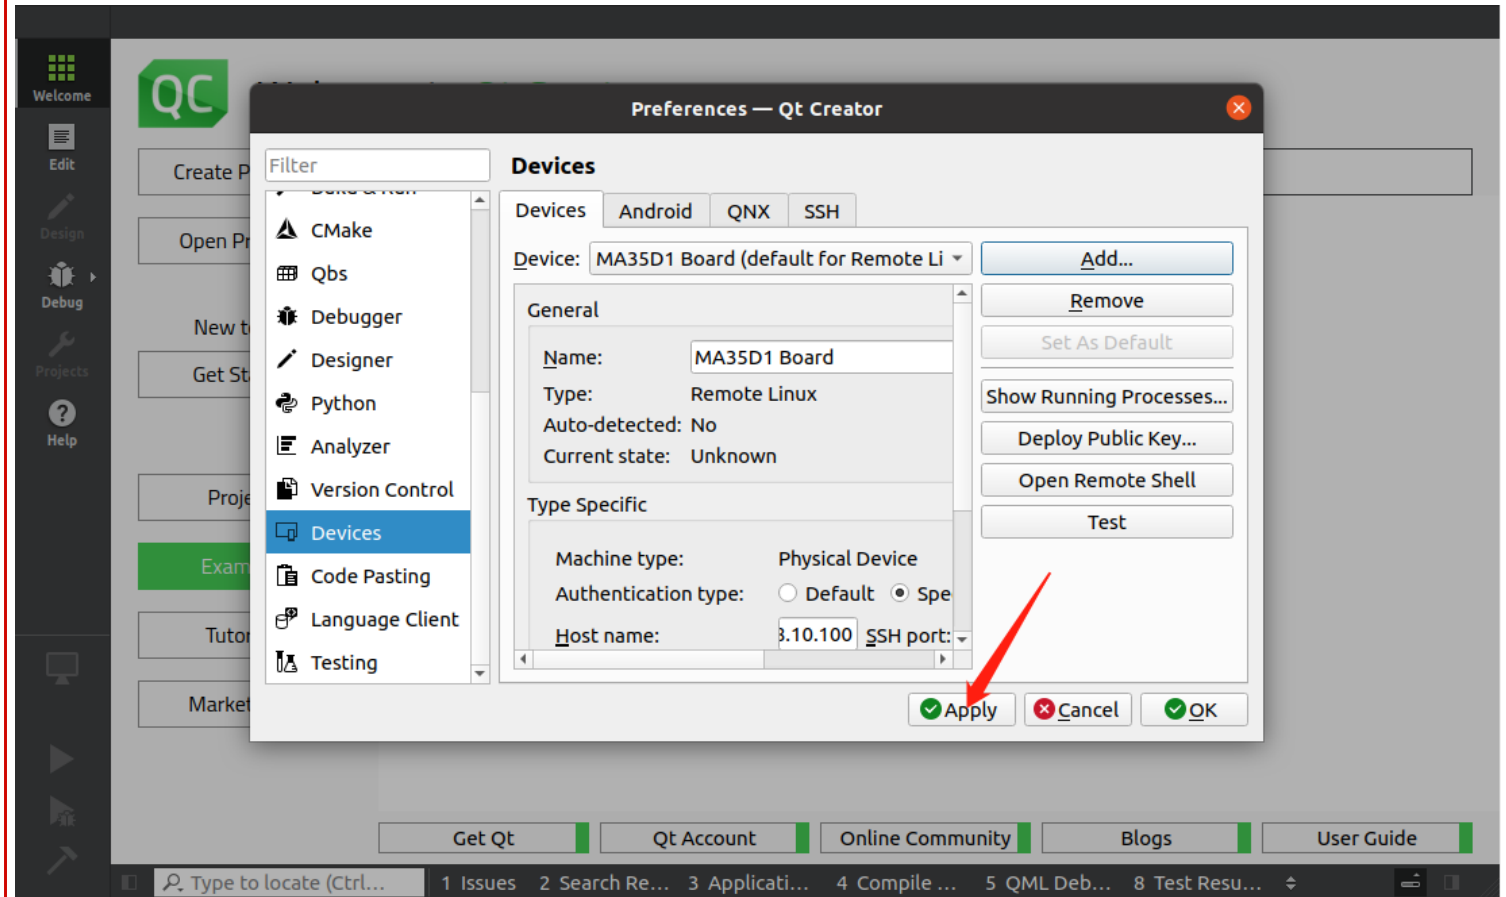 Welcome
QC
Preferences — Qt Creator
Edit
Design
Debug
Projects
Help
Create P
Open Pr
New t
Get St
Proje
Exam
Tutor
Market
Filter
CMake
Qbs
Debugger
Designer
Python
Analyzer
Version Control
Devices
Code Pasting
Language Client
Testing
Devices
Devices Android QNX SSH
Device: MA35D1 Board (default for Remote Li
General
Name: MA35D1 Board
Type: Remote Linux
Auto-detected: No
Current state: Unknown
Type Specific
Machine type: Physical Device
Authentication type: Default Spe
Host name: 3.10.100 SSH port:
Add...
Remove
Set As Default
Show Running Processes...
Deploy Public Key...
Open Remote Shell
Test
Apply Cancel OK
Get Qt Qt Account Online Community Blogs User Guide
Type to locate (Ctrl... 1 Issues 2 Search Re... 3 Applicati... 4 Compile ... 5 QML Deb... 8 Test Resu...